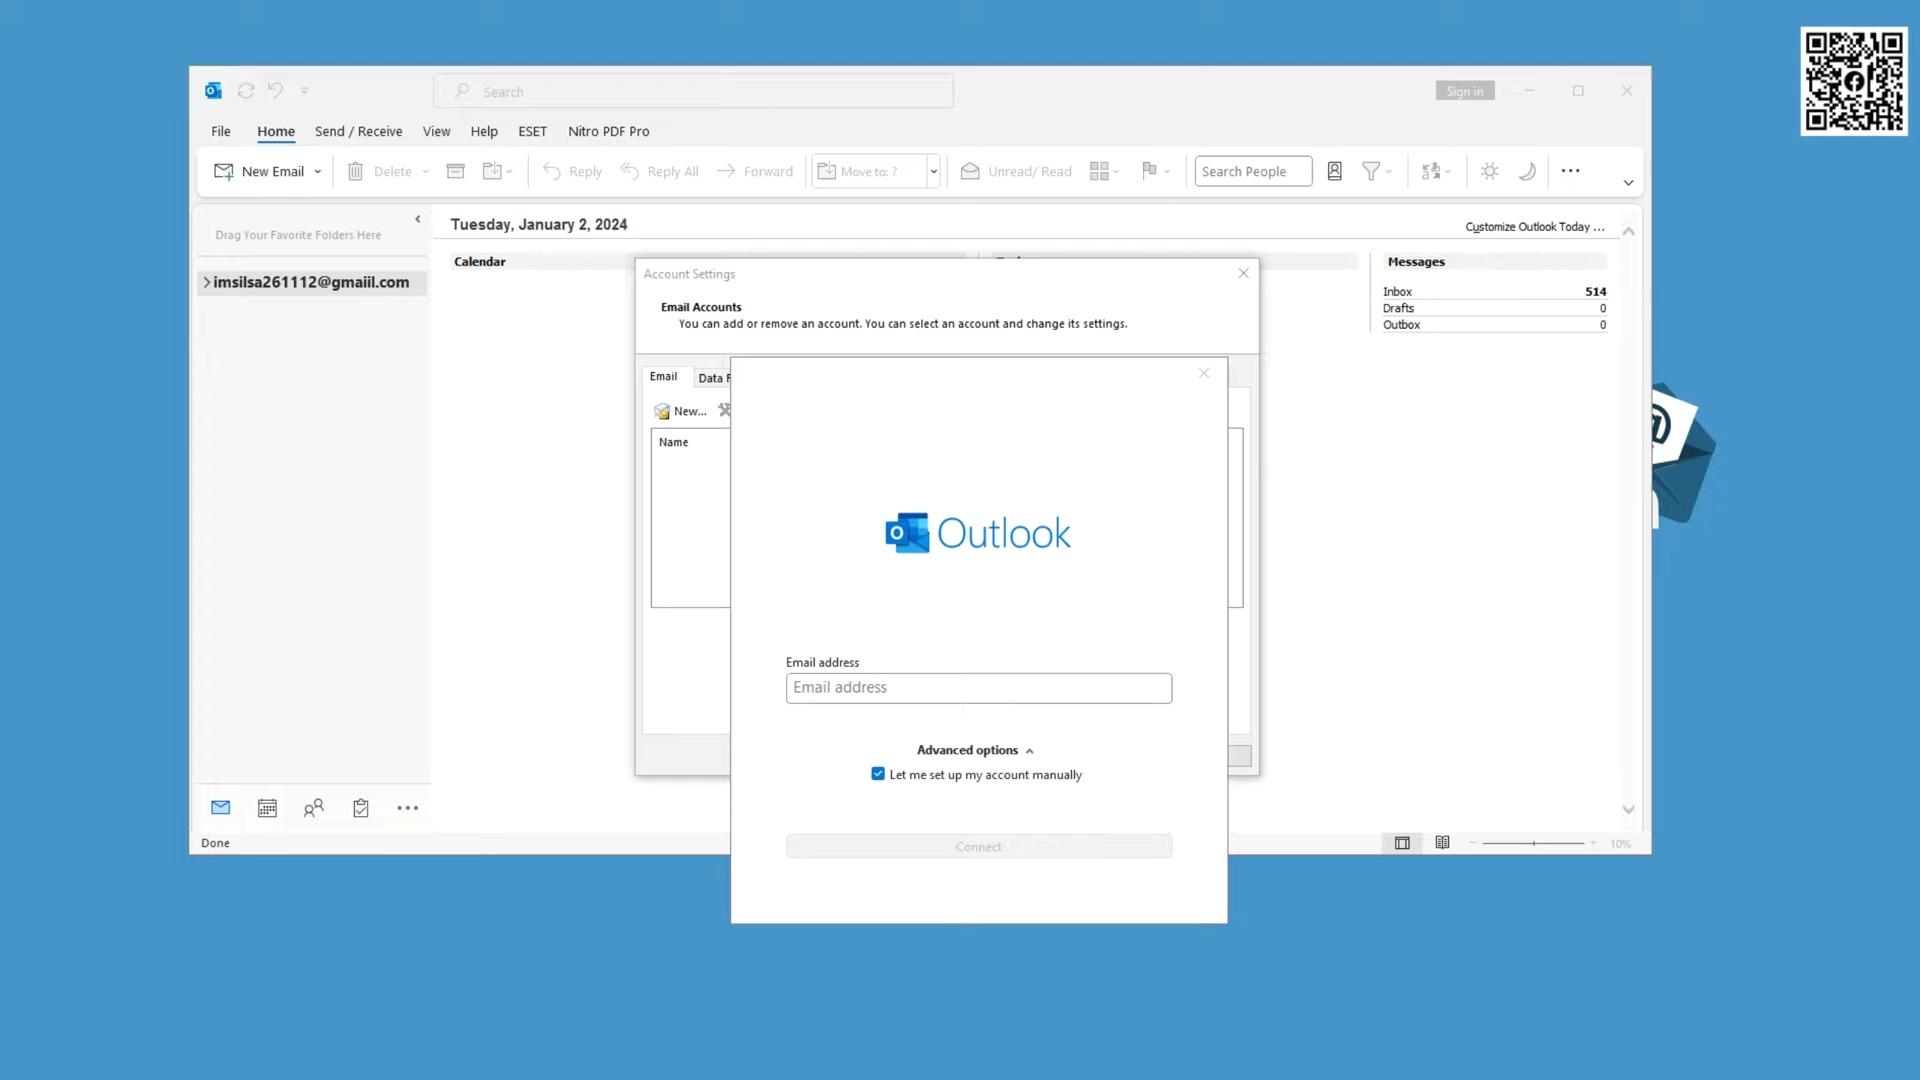 Search
Sign in
File Home Send / Receive View Help ESET Nitro PDF Pro
New Email Delete Reply Reply All Forward Move to: ? Unread/ Read Search People
Drag Your Favorite Folders Here
imsilsa261112@gmaiil.com
Tuesday, January 2, 2024
Customize Outlook Today ...
Calendar
Messages
Inbox 514
Drafts 0
Outbox 0
Account Settings
Email Accounts
You can add or remove an account. You can select an account and change its settings.
Email Data F
New...
Name
Outlook
Email address
Email address
Advanced options
Let me set up my account manually
Connect
Done
10%